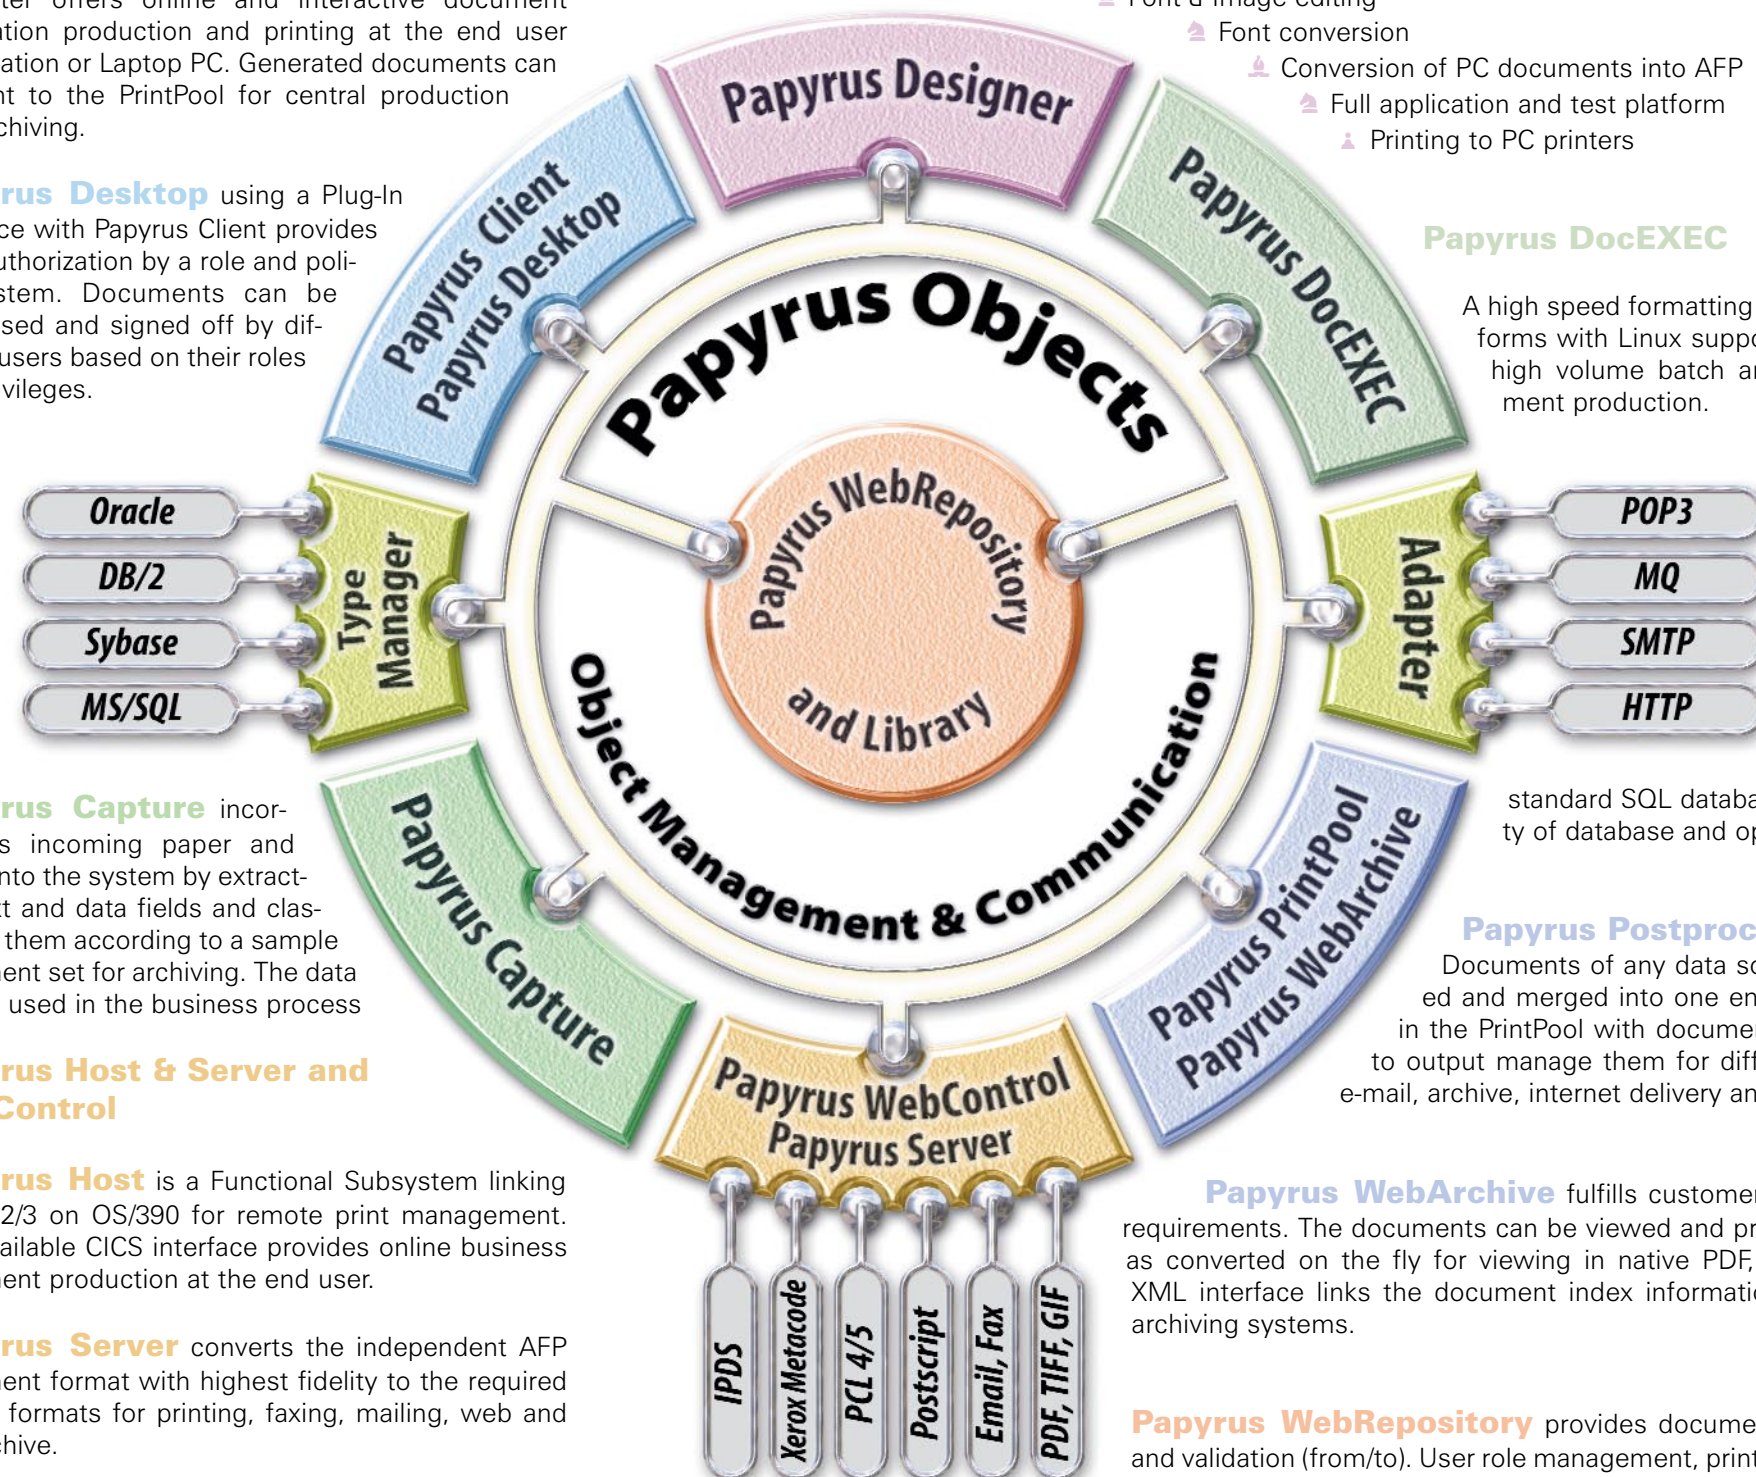 ter offers online and interactive document
ation production and printing at the end user
ation or Laptop PC. Generated documents can
nt to the PrintPool for central production
chiving.
rus Desktop using a Plug-In
ce with Papyrus Client provides
uthorization by a role and poli-
stem. Documents can be
sed and signed off by dif-
users based on their roles
vileges.
Font & image editing
Font conversion
Conversion of PC documents into AFP
Full application and test platform
Printing to PC printers
Papyrus DocEXEC
A high speed formatting
forms with Linux suppo
high volume batch a
ment production.
Papyrus Designer
Papyrus Client
Papyrus Desktop
Papyrus DocEXEC
Papyrus Objects
Papyrus WebRepository
and Library
Object Management & Communication
Oracle
DB/2
Sybase
MS/SQL
Type
Manager
Adapter
POP3
MQ
SMTP
HTTP
Papyrus Capture
Papyrus PrintPool
Papyrus WebArchive
Papyrus WebControl
Papyrus Server
IPDS
Xerox Metacode
PCL 4/5
Postscript
Email, Fax
PDF, TIFF, GIF
rus Capture incor-
s incoming paper and
nto the system by extract-
t and data fields and clas-
them according to a sample
ent set for archiving. The data
used in the business process
rus Host & Server and
Control
rus Host is a Functional Subsystem linking
2/3 on OS/390 for remote print management.
ailable CICS interface provides online business
ent production at the end user.
rus Server converts the independent AFP
ent format with highest fidelity to the required
formats for printing, faxing, mailing, web and
chive.
standard SQL databa
ty of database and op
Papyrus Postproc
Documents of any data so
ed and merged into one en
in the PrintPool with documen
to output manage them for diff
e-mail, archive, internet delivery an
Papyrus WebArchive fulfills customer
requirements. The documents can be viewed and pr
as converted on the fly for viewing in native PDF,
XML interface links the document index informatio
archiving systems.
Papyrus WebRepository provides docume
and validation (from/to). User role management, print